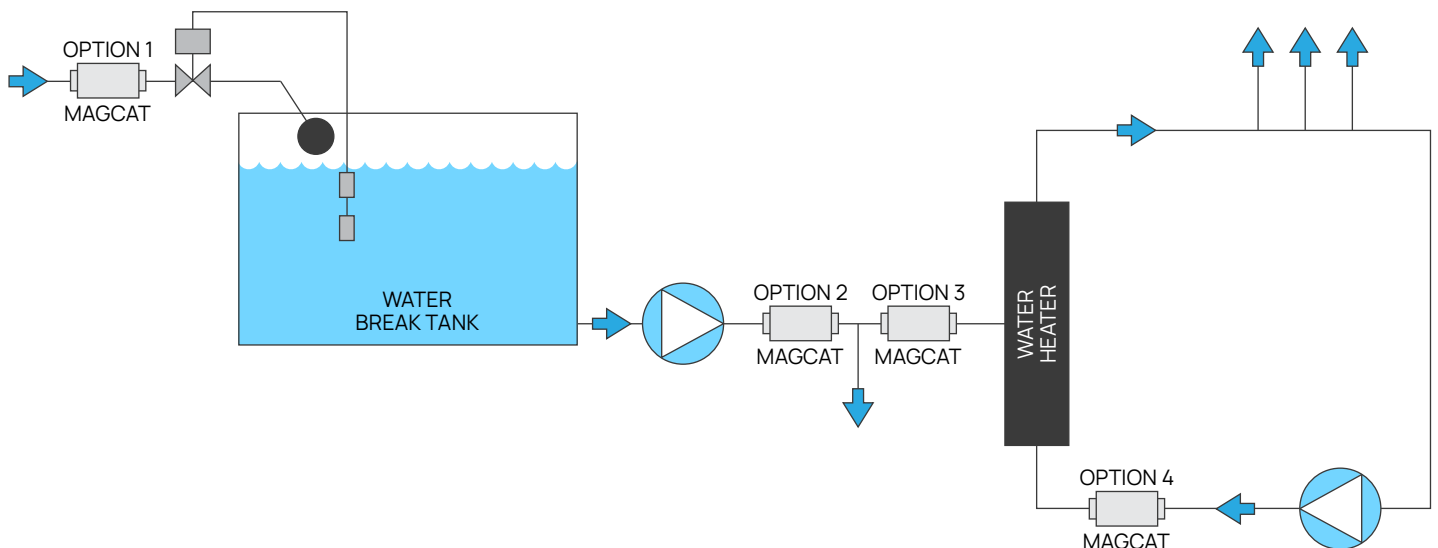 OPTION 1
MAGCAT
WATER
BREAK TANK
OPTION 2
MAGCAT
OPTION 3
MAGCAT
WATER
HEATER
OPTION 4
MAGCAT